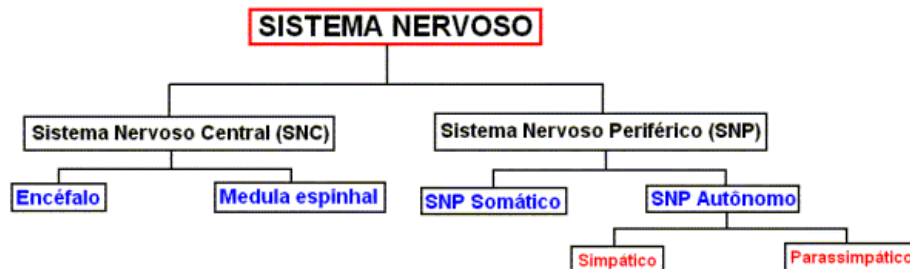 SISTEMA NERVOSO
Sistema Nervoso Central (SNC)
Sistema Nervoso Periférico (SNP)
Encéfalo
Medula espinhal
SNP Somático
SNP Autônomo
Simpático
Parassimpático